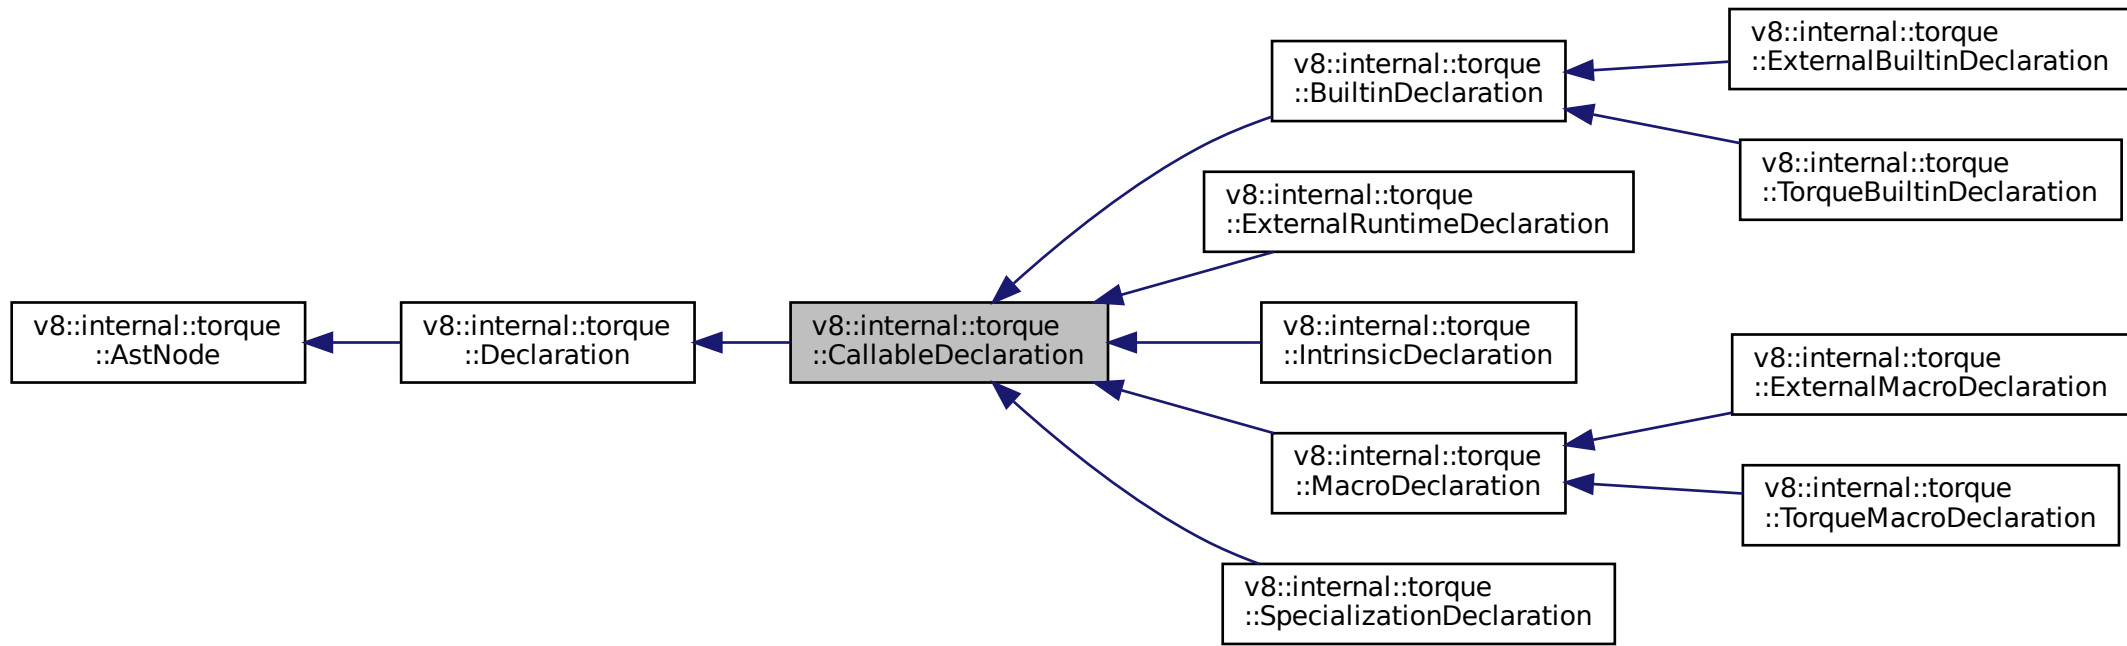 v8::internal::torque
::AstNode
v8::internal::torque
::Declaration
v8::internal::torque
::CallableDeclaration
v8::internal::torque
::BuiltinDeclaration
v8::internal::torque
::ExternalBuiltinDeclaration
v8::internal::torque
::TorqueBuiltinDeclaration
v8::internal::torque
::ExternalRuntimeDeclaration
v8::internal::torque
::IntrinsicDeclaration
v8::internal::torque
::MacroDeclaration
v8::internal::torque
::ExternalMacroDeclaration
v8::internal::torque
::TorqueMacroDeclaration
v8::internal::torque
::SpecializationDeclaration